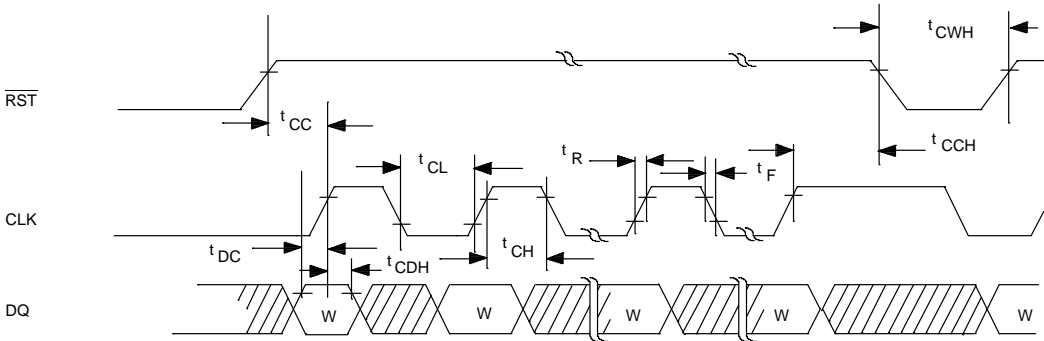 t CWH
RST
t CC
t CCH
t CL
t R
t F
CLK
t DC
t CDH
t CH
DQ
W
W
W
W
W